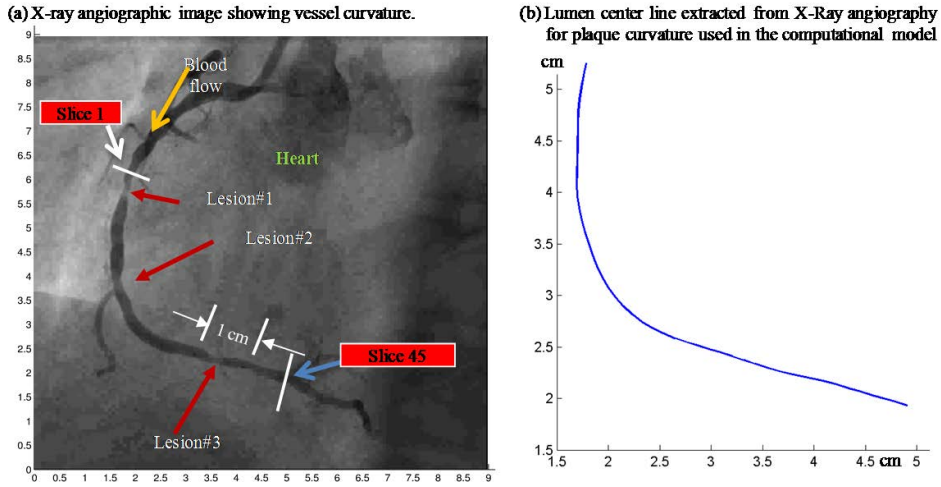 (a) X-ray angiographic image showing vessel curvature.
(b) Lumen center line extracted from X-Ray angiography
for plaque curvature used in the computational model
9
8.5
8
7.5
7
6.5
6
5.5
5
4.5
4
3.5
3
2.5
2
1.5
1
0.5
0
0 0.5 1 1.5 2 2.5 3 3.5 4 4.5 5 5.5 6 6.5 7 7.5 8 8.5 9
Blood
flow
Slice 1
Heart
Lesion#1
Lesion#2
1 cm
Slice 45
Lesion#3
cm
5
4.5
4
3.5
3
2.5
2
1.5
1.5 2 2.5 3 3.5 4 4.5 cm 5